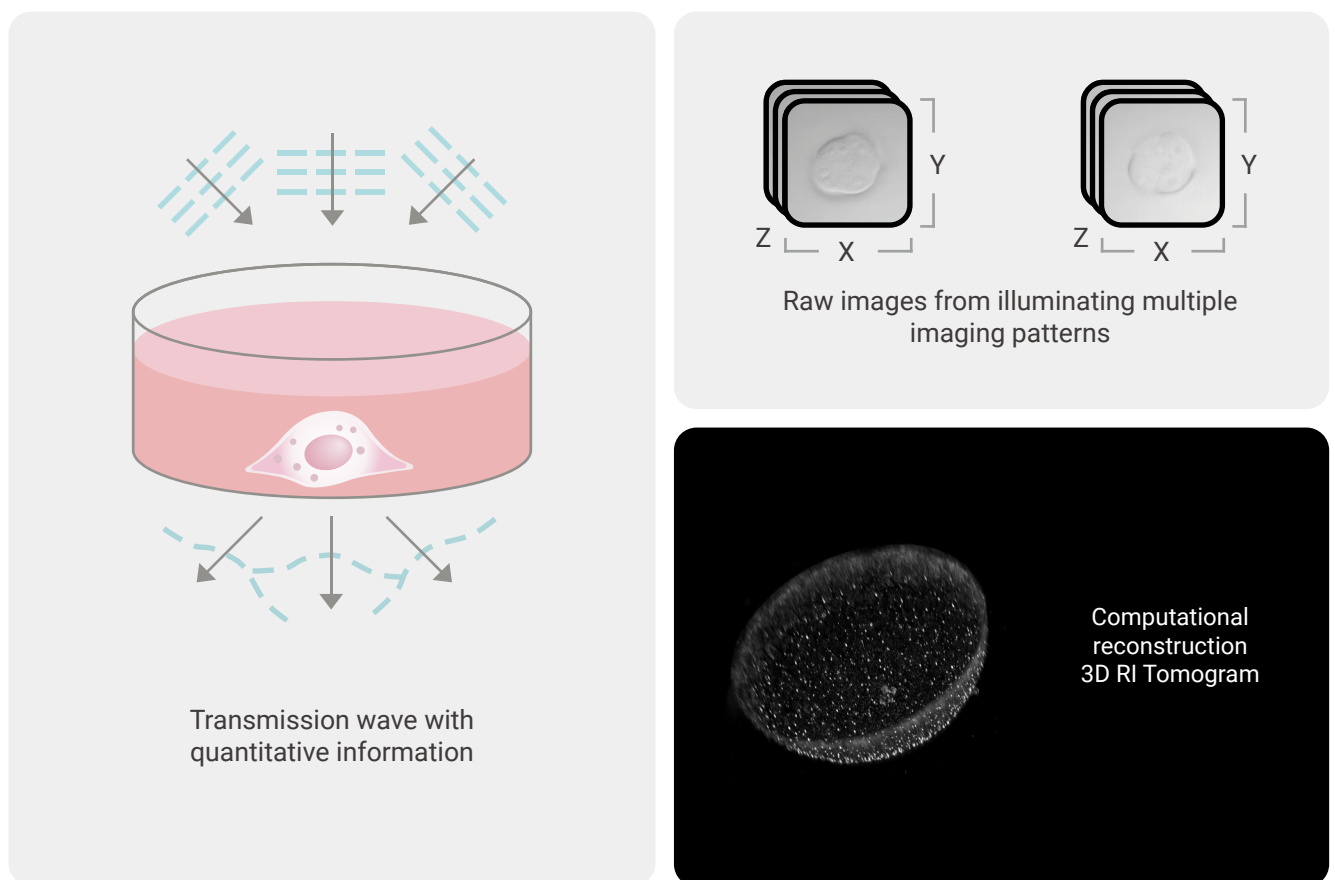 Transmission wave with
quantitative information
Y
Z
X
Y
Z
X
Raw images from illuminating multiple
imaging patterns
Computational
reconstruction
3D RI Tomogram